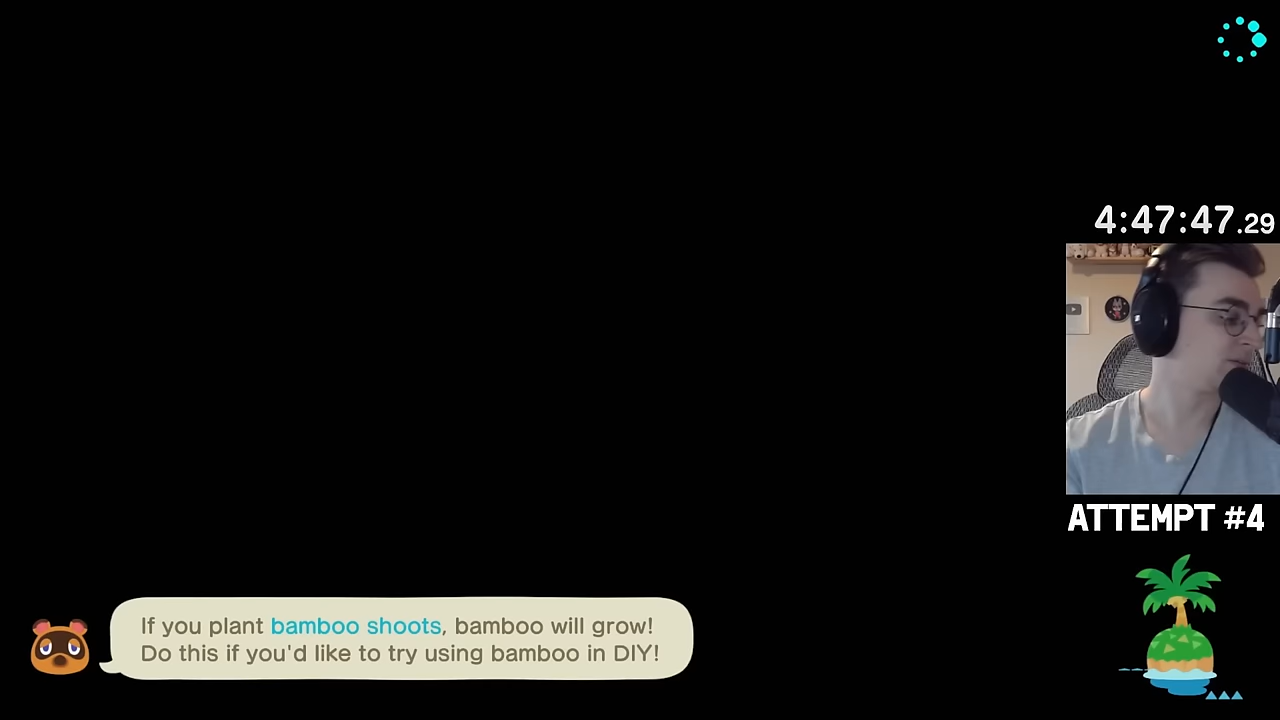 4:47:47.29
ATTEMPT #4
If you plant bamboo shoots, bamboo will grow!
Do this if you'd like to try using bamboo in DIY!